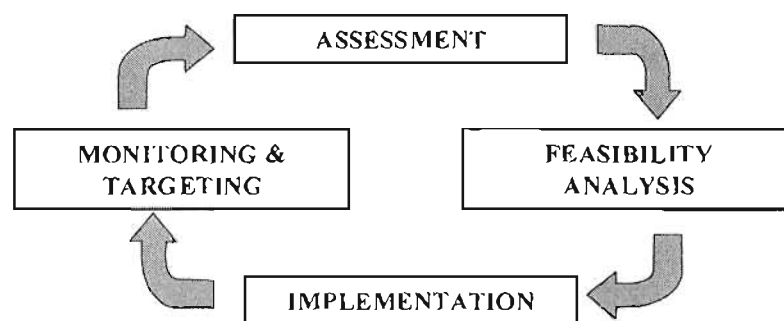 ASSESSMENT
MONITORING &
TARGETING
FEASIBILITY
ANALYSIS
IMPLEMENTATION